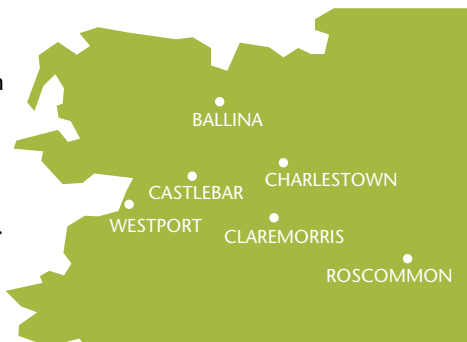 n
BALLINA
CHARLESTOWN
CASTLEBAR
WESTPORT
.
CLAREMORRIS
ROSCOMMON